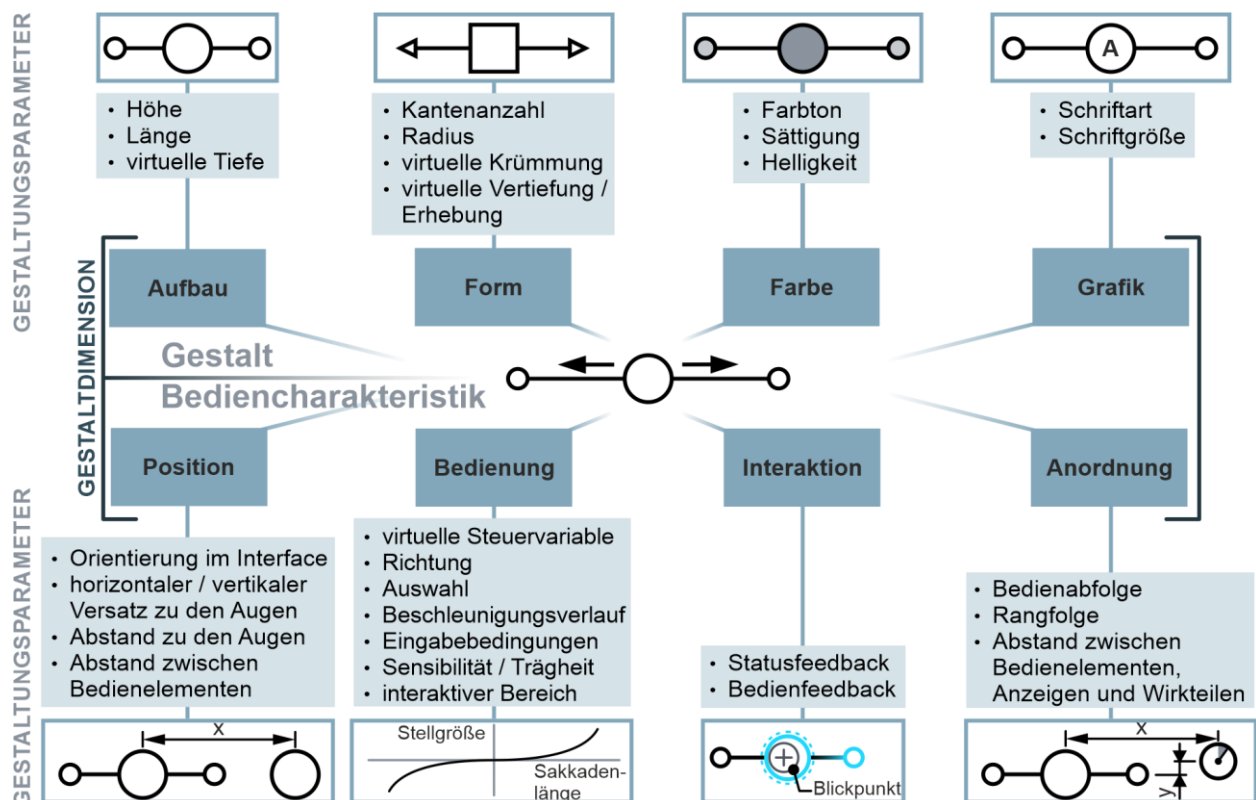 GESTALTUNGSPARAMETER
A
• Höhe
• Länge
• virtuelle Tiefe
• Kantenanzahl
• Radius
• virtuelle Krümmung
• virtuelle Vertiefung /
Erhebung
• Farbton
• Sättigung
• Helligkeit
• Schriftart
• Schriftgröße
GESTALTDIMENSION
Aufbau
Form
Farbe
Grafik
Gestalt
Bediencharakteristik
Position
Bedienung
Interaktion
Anordnung
GESTALTUNGSPARAMETER
• Orientierung im Interface
• horizontaler / vertikaler
Versatz zu den Augen
• Abstand zu den Augen
• Abstand zwischen
Bedienelementen
• virtuelle Steuervariable
• Richtung
• Auswahl
• Beschleunigungsverlauf
• Eingabebedingungen
• Sensibilität / Trägheit
• interaktiver Bereich
• Statusfeedback
• Bedienfeedback
• Bedienabfolge
• Rangfolge
• Abstand zwischen
Bedienelementen,
Anzeigen und Wirkteilen
x
Stellgröße
Sakkaden-
länge
Blickpunkt
x
y